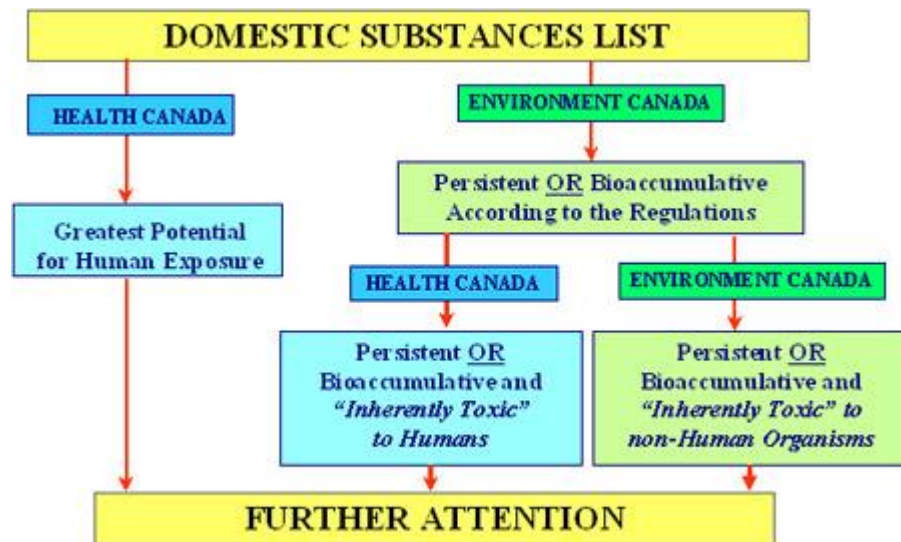 DOMESTIC SUBSTANCES LIST
HEALTH CANADA
ENVIRONMENT CANADA
Persistent OR Bioaccumulative
According to the Regulations
Greatest Potential
for Human Exposure
HEALTH CANADA
ENVIRONMENT CANADA
Persistent OR
Bioaccumulative and
“Inherently Toxic”
to Humans
Persistent OR
Bioaccumulative and
“Inherently Toxic” to
non-Human Organisms
FURTHER ATTENTION